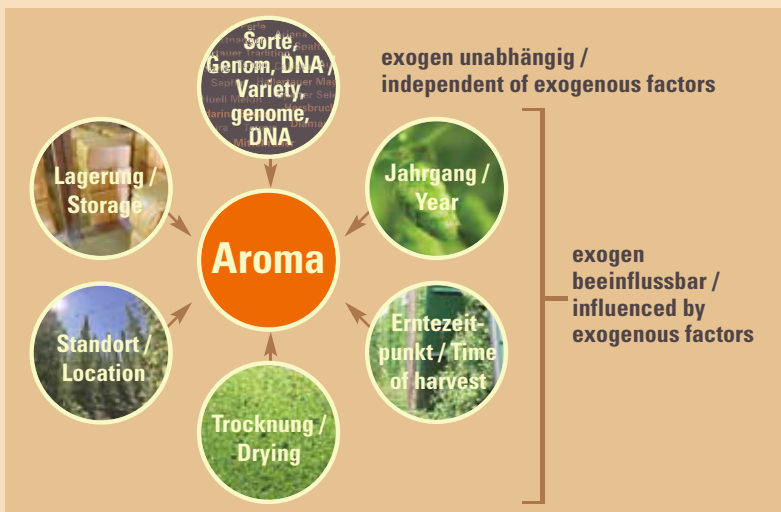 Sorte,
Genom, DNA /
Variety,
genome,
DNA
exogen unabhängig /
independent of exogenous factors
Lagerung /
Storage
Jahrgang /
Year
Aroma
exogen
beeinflussbar /
influenced by
exogenous factors
Standort /
Location
Erntezeit-
punkt / Time
of harvest
Trocknung /
Drying